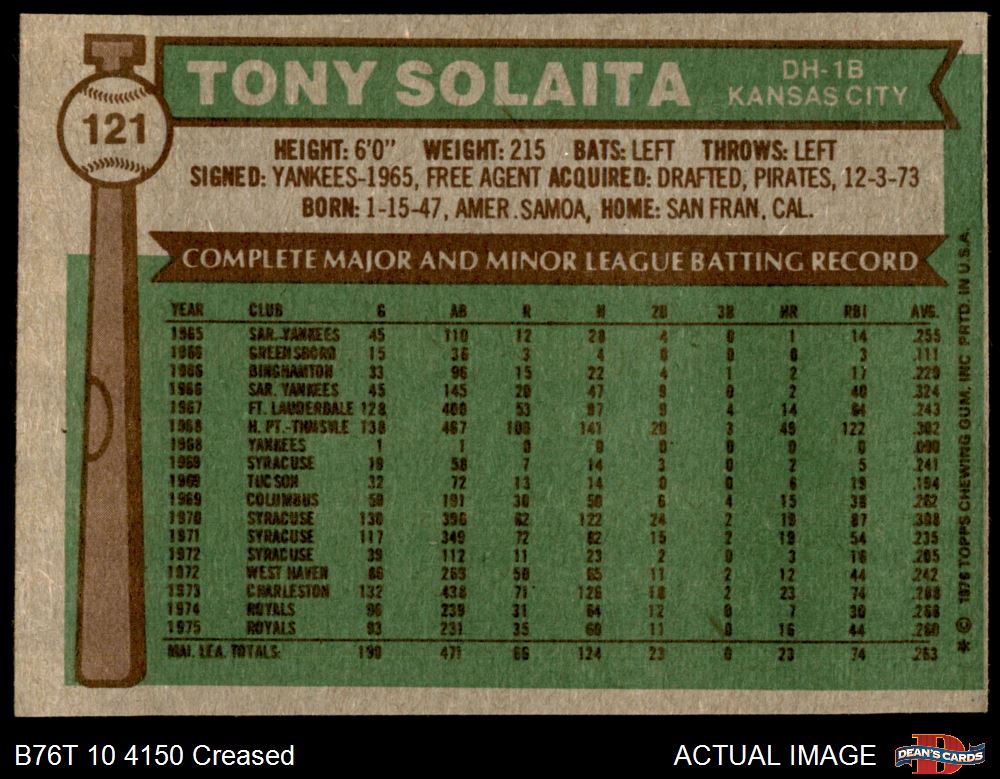 121
TONY SOLAITA
DH-1B
KANSAS CITY
HEIGHT: 6'0" WEIGHT: 215 BATS: LEFT THROWS: LEFT
SIGNED: YANKEES-1965, FREE AGENT ACQUIRED: DRAFTED, PIRATES, 12-3-73
BORN: 1-15-47, AMER. SAMOA, HOME: SAN FRAN, CAL.
COMPLETE MAJOR AND MINOR LEAGUE BATTING RECORD
YEAR CLUB G AB R H 2B 3B HR RBI AVG.
1965 SAR. YANKEES 45 110 12 28 4 0 1 14 .255
1966 GREENSBORO 15 36 3 4 0 0 0 3 .111
1966 BINGHAMTON 33 96 15 22 4 1 2 17 .229
1966 SAR. YANKEES 45 145 20 47 9 0 2 40 .324
1967 FT. LAUDERDALE 128 400 53 97 9 4 14 64 .243
1968 H. PT.-THMSVLE 138 467 106 141 20 3 49 122 .302
1968 YANKEES 1 1 0 0 0 0 0 0 .000
1969 SYRACUSE 19 58 7 14 3 0 2 5 .241
1969 TUCSON 32 72 13 14 0 0 6 19 .194
1969 COLUMBUS 58 191 30 50 6 4 15 36 .262
1970 SYRACUSE 130 396 82 122 24 2 19 87 .308
1971 SYRACUSE 117 349 72 82 15 2 19 54 .235
1972 SYRACUSE 39 112 11 23 2 0 3 16 .205
1972 WEST HAVEN 86 269 50 65 11 2 12 44 .242
1973 CHARLESTON 132 438 71 126 18 2 23 74 .288
1974 ROYALS 96 239 31 64 12 0 7 30 .268
1975 ROYALS 93 231 35 60 11 0 16 44 .260
MAJ. LEA. TOTALS: 190 471 66 124 23 0 23 74 .263
* © 1976 TOPPS CHEWING GUM, INC PRTD. IN U.S.A.
B76T 10 4150 Creased
ACTUAL IMAGE
D
DEAN'S CARDS